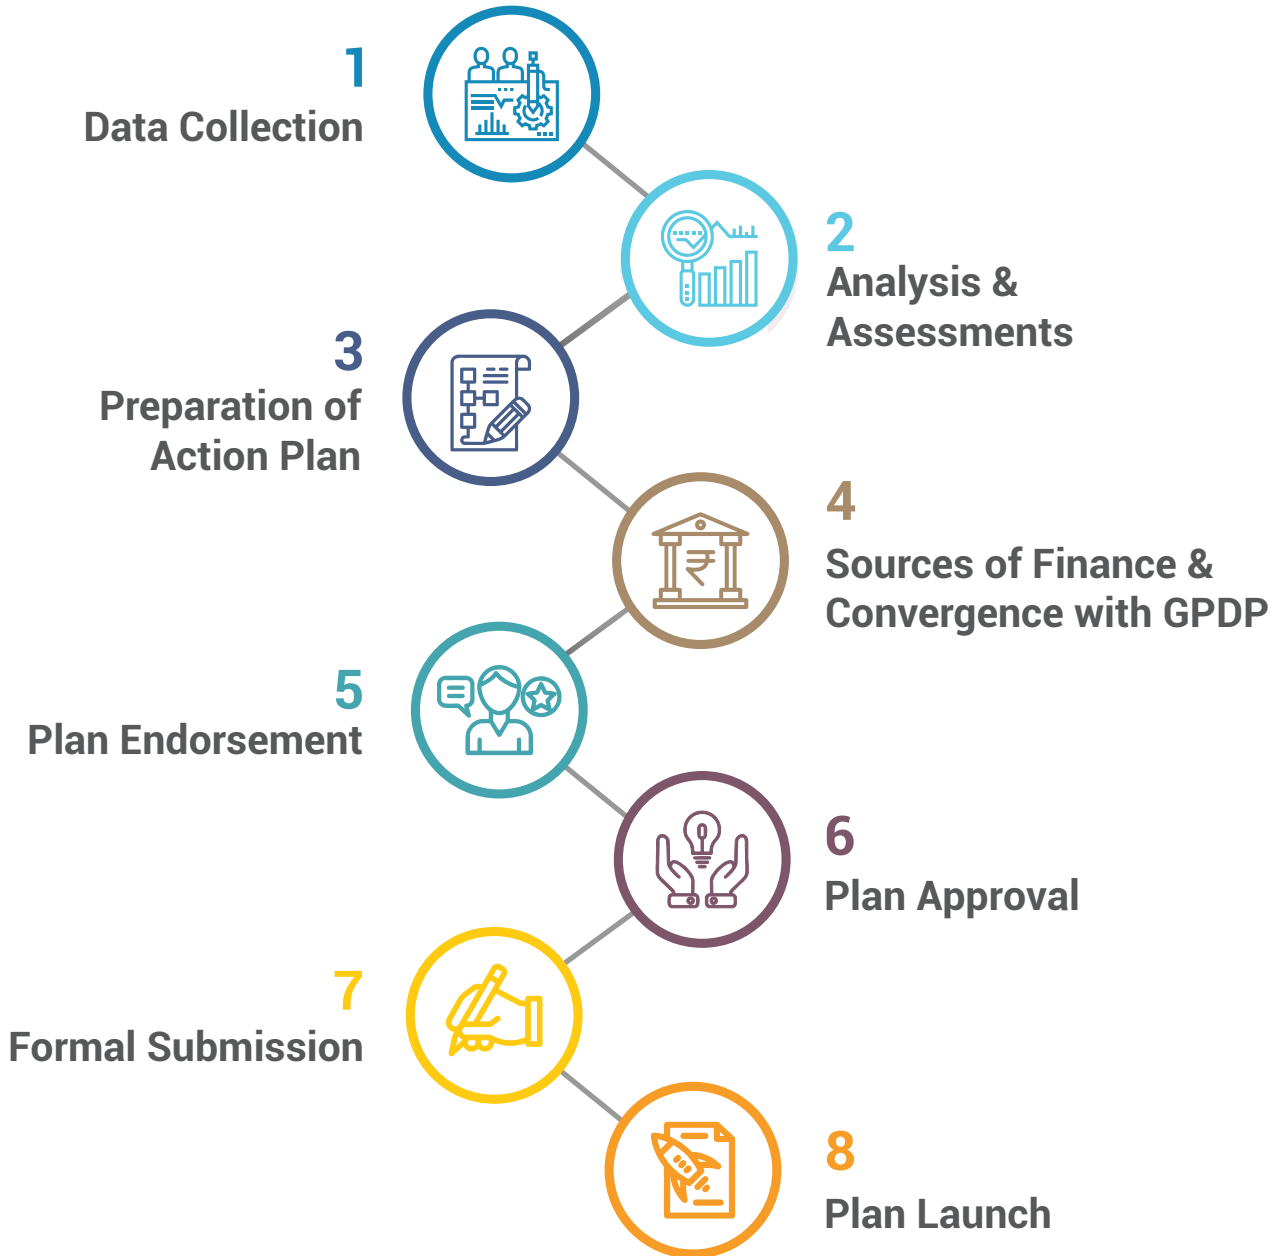 1
Data Collection
2
Analysis &
Assessments
3
Preparation of
Action Plan
4
Sources of Finance &
Convergence with GPDP
5
Plan Endorsement
6
Plan Approval
7
Formal Submission
8
Plan Launch